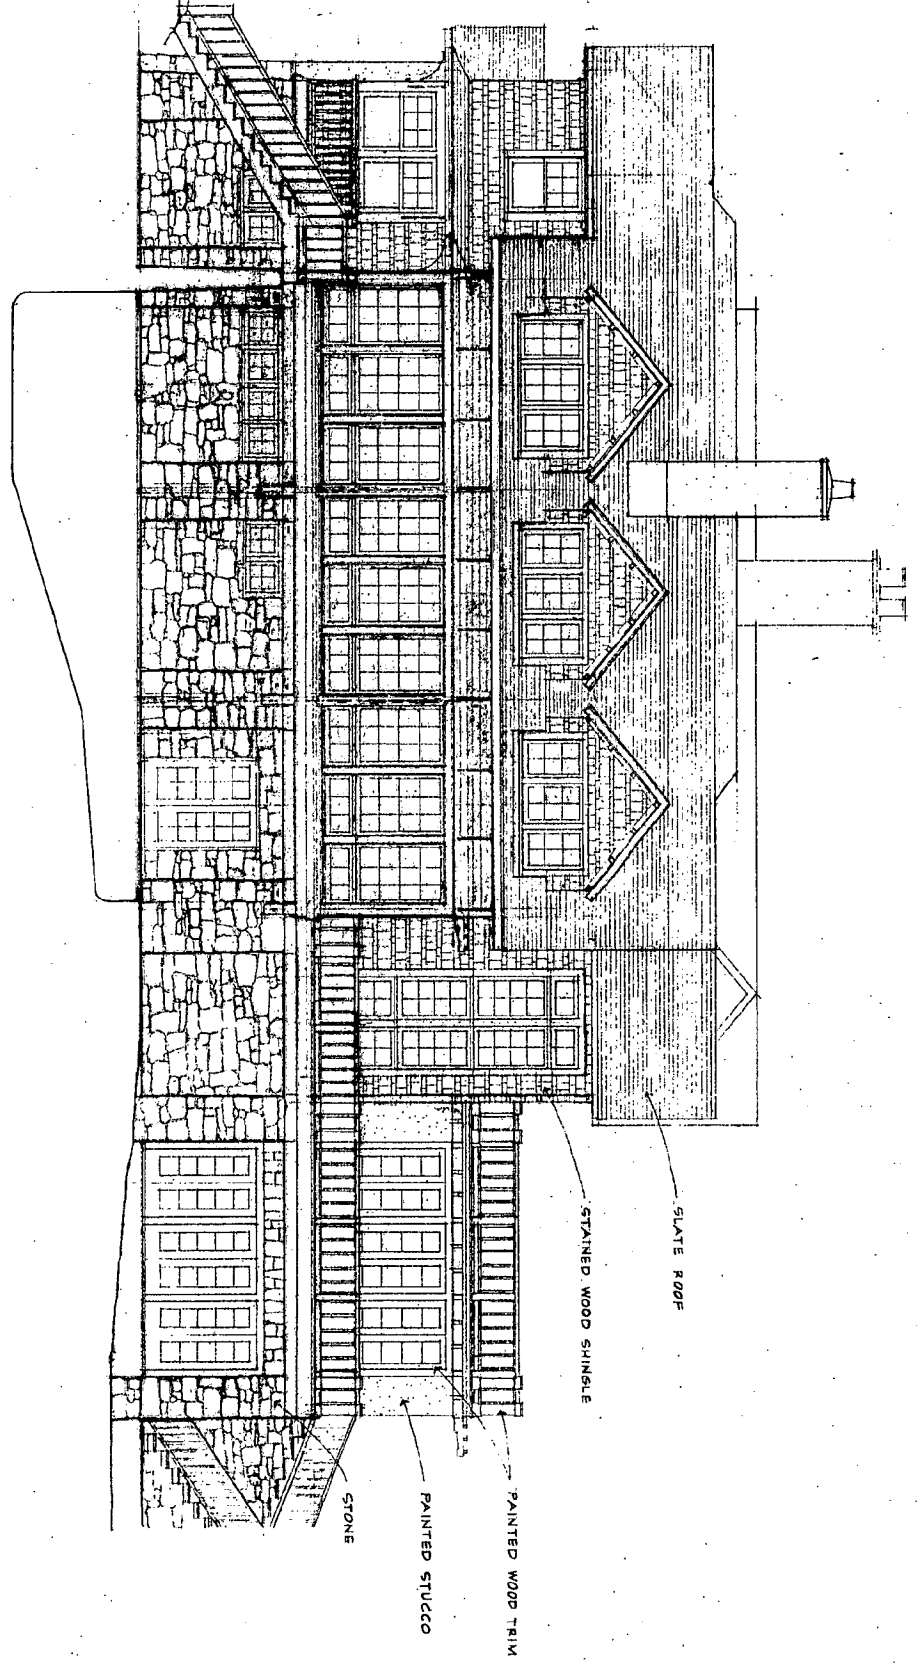 SLATE ROOF
STAINED WOOD SHINGLE
PAINTED WOOD TRIM
PAINTED STUCCO
STONE